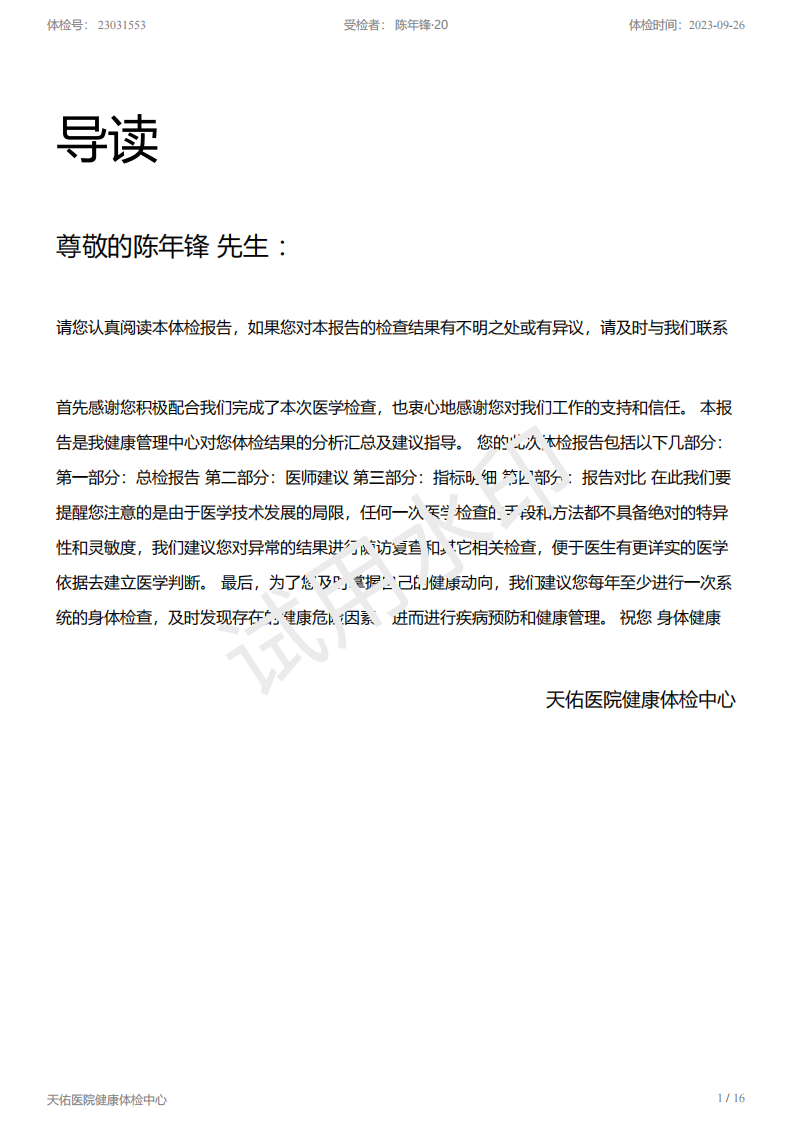 体检号： 23031553 受检者： 陈年锋·20 体检时间：2023-09-26
导读
尊敬的陈年锋 先生：
请您认真阅读本体检报告，如果您对本报告的检查结果有不明之处或有异议，请及时与我们联系
首先感谢您积极配合我们完成了本次医学检查，也衷心地感谢您对我们工作的支持和信任。 本报
告是我健康管理中心对您体检结果的分析汇总及建议指导。 您的此次体检报告包括以下几部分：
第一部分：总检报告 第二部分：医师建议 第三部分：指标明细 第四部分：报告对比 在此我们要
提醒您注意的是由于医学技术发展的局限，任何一次医学检查的手段和方法都不具备绝对的特异
性和灵敏度，我们建议您对异常的结果进行随访复查和其它相关检查，便于医生有更详实的医学
依据去建立医学判断。 最后，为了您及时掌握自己的健康动向，我们建议您每年至少进行一次系
统的身体检查，及时发现存在的健康危险因素，进而进行疾病预防和健康管理。 祝您 身体健康
天佑医院健康体检中心
试用水印
天佑医院健康体检中心 1 / 16